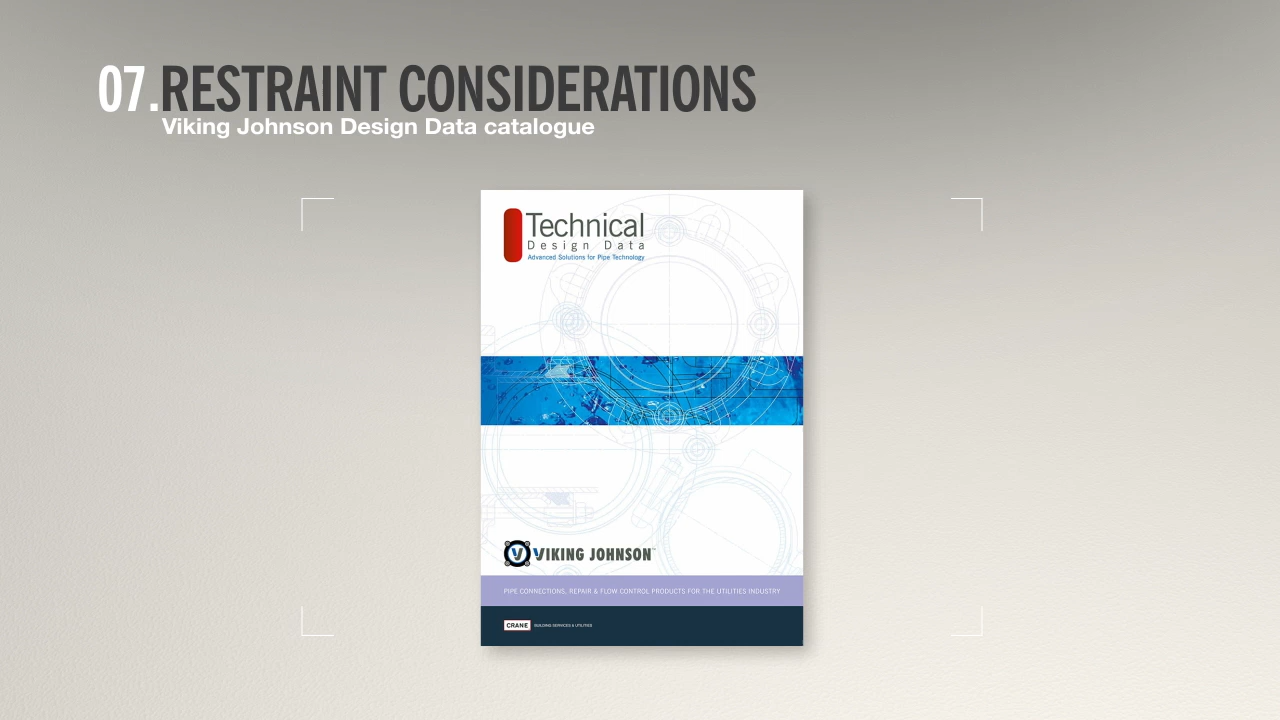 07.RESTRAINT CONSIDERATIONS
Viking Johnson Design Data catalogue
Technical
Design Data
Advanced Solutions for Pipe Technology
VIKING JOHNSON
PIPE CONNECTIONS, REPAIR & FLOW CONTROL PRODUCTS FOR THE UTILITIES INDUSTRY
CRANE BUILDING SERVICES & UTILITIES